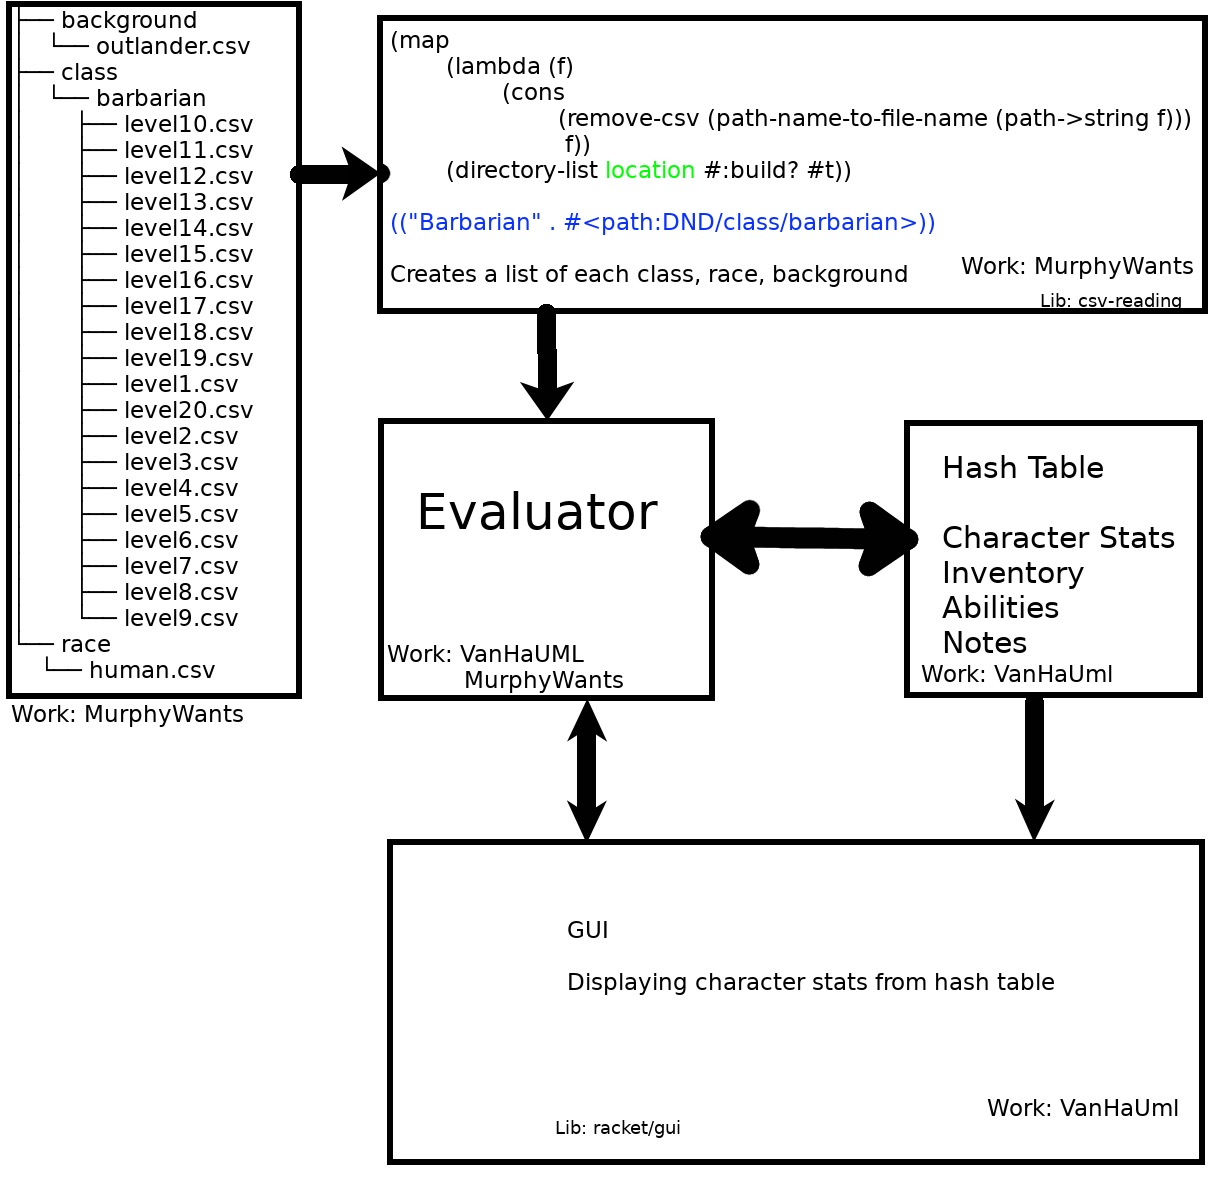 ├── background
│   └── outlander.csv
├── class
│   └── barbarian
│       ├── level10.csv
│       ├── level11.csv
│       ├── level12.csv
│       ├── level13.csv
│       ├── level14.csv
│       ├── level15.csv
│       ├── level16.csv
│       ├── level17.csv
│       ├── level18.csv
│       ├── level19.csv
│       ├── level1.csv
│       ├── level20.csv
│       ├── level2.csv
│       ├── level3.csv
│       ├── level4.csv
│       ├── level5.csv
│       ├── level6.csv
│       ├── level7.csv
│       ├── level8.csv
│       └── level9.csv
└── race
    └── human.csv
Work: MurphyWants
(map
(lambda (f)
(cons
(remove-csv (path-name-to-file-name (path->string f)))
f))
(directory-list location #:build? #t))
(("Barbarian" . #<path:DND/class/barbarian>))
Creates a list of each class, race, background
Work: MurphyWants
Lib: csv-reading
Evaluator
Work: VanHaUML
MurphyWants
Hash Table
Character Stats
Inventory
Abilities
Notes
Work: VanHaUml
GUI
Displaying character stats from hash table
Work: VanHaUml
Lib: racket/gui